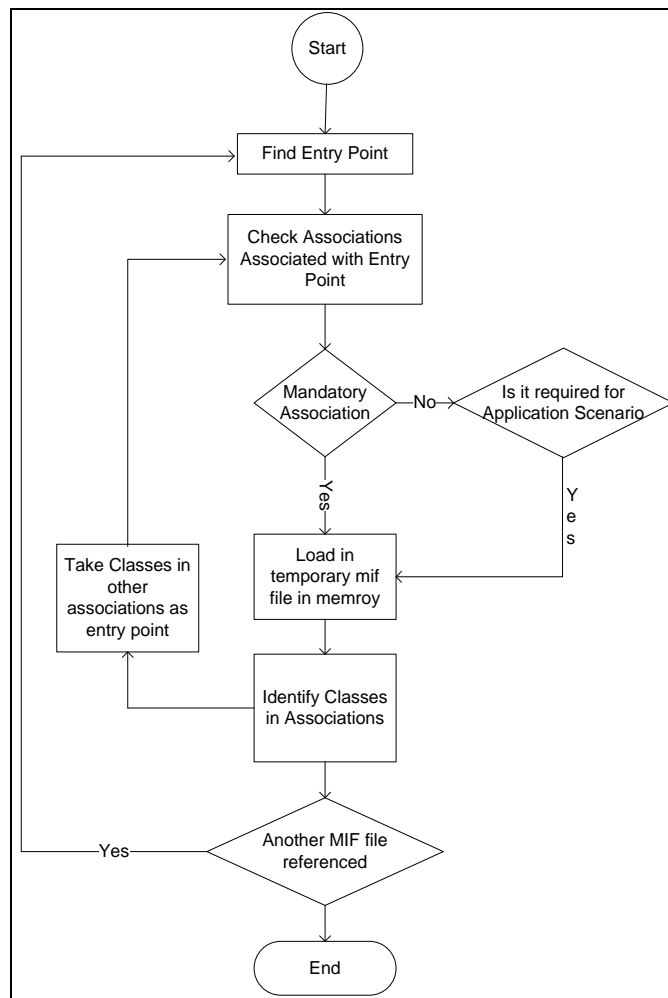 Start
Find Entry Point
Check Associations
Associated with Entry
Point
Mandatory
Association
No
Is it required for
Application Scenario
Yes
Yes
Load in
temporary mif
file in memroy
Take Classes in
other
associations as
entry point
Identify Classes
in Associations
Another MIF file
referenced
Yes
End